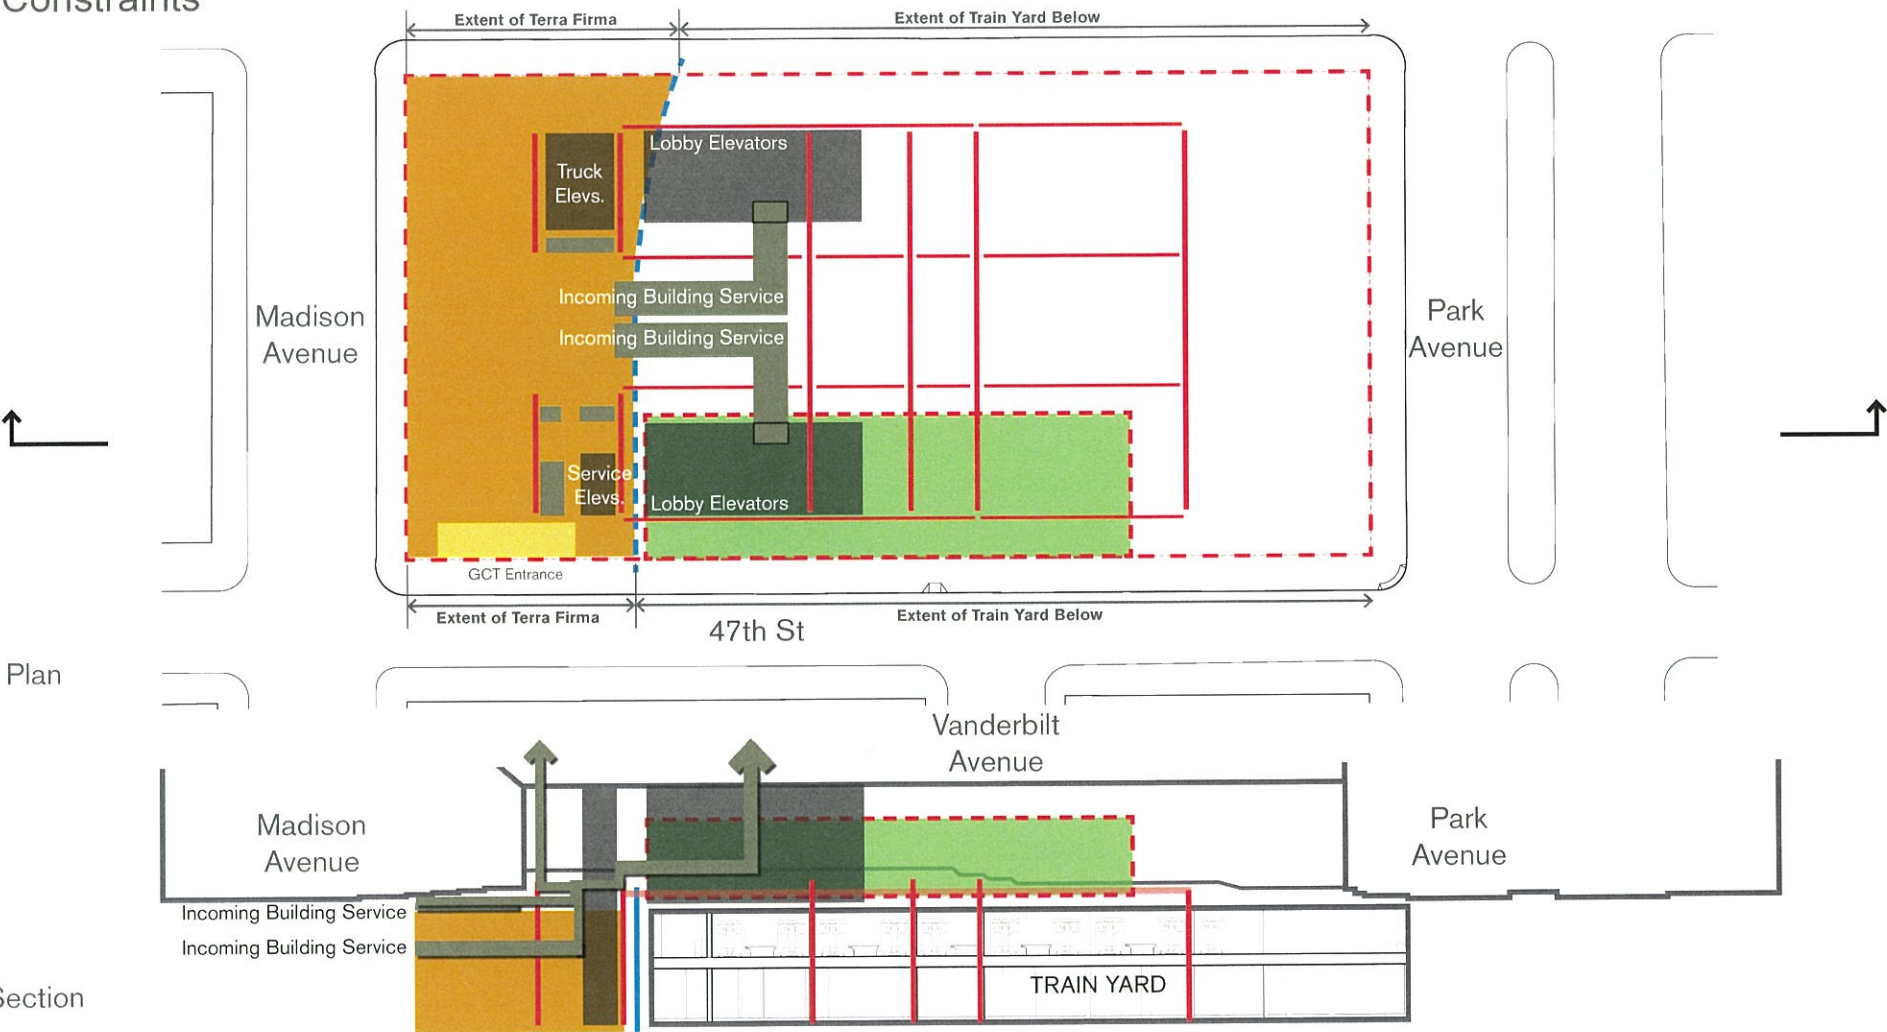 Constraints
Extent of Terra Firma
Extent of Train Yard Below
Lobby Elevators
Truck
Elevs.
Incoming Building Service
Incoming Building Service
Madison
Avenue
Park
Avenue
Service
Elevs.
Lobby Elevators
GCT Entrance
Extent of Terra Firma
Extent of Train Yard Below
47th St
Plan
Vanderbilt
Avenue
Madison
Avenue
Park
Avenue
Incoming Building Service
Incoming Building Service
TRAIN YARD
Section